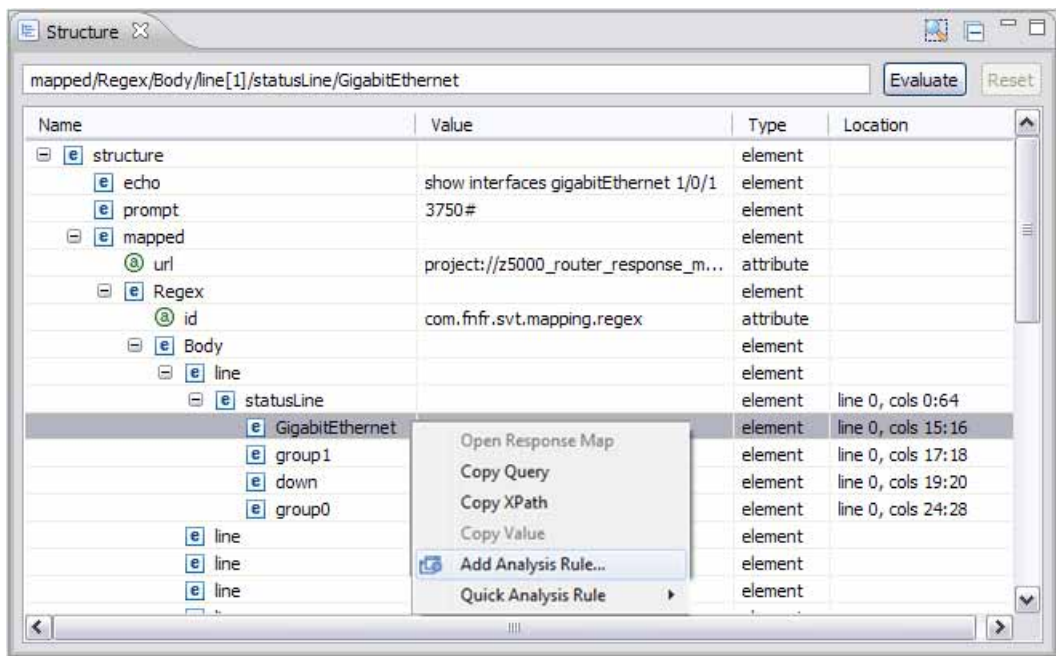 Structure
mapped/Regex/Body/line[1]/statusLine/GigabitEthernet Evaluate Reset
Name Value Type Location
structure element
echo show interfaces gigabitEthernet 1/0/1 element
prompt 3750# element
mapped element
url project://z5000_router_response_m... attribute
Regex element
id com.fnfr.svt.mapping.regex attribute
Body element
line element
statusLine element line 0, cols 0:64
GigabitEthernet element line 0, cols 15:16
group1 element line 0, cols 17:18
down element line 0, cols 19:20
group0 element line 0, cols 24:28
line element
line element
line element
Open Response Map
Copy Query
Copy XPath
Copy Value
Add Analysis Rule...
Quick Analysis Rule